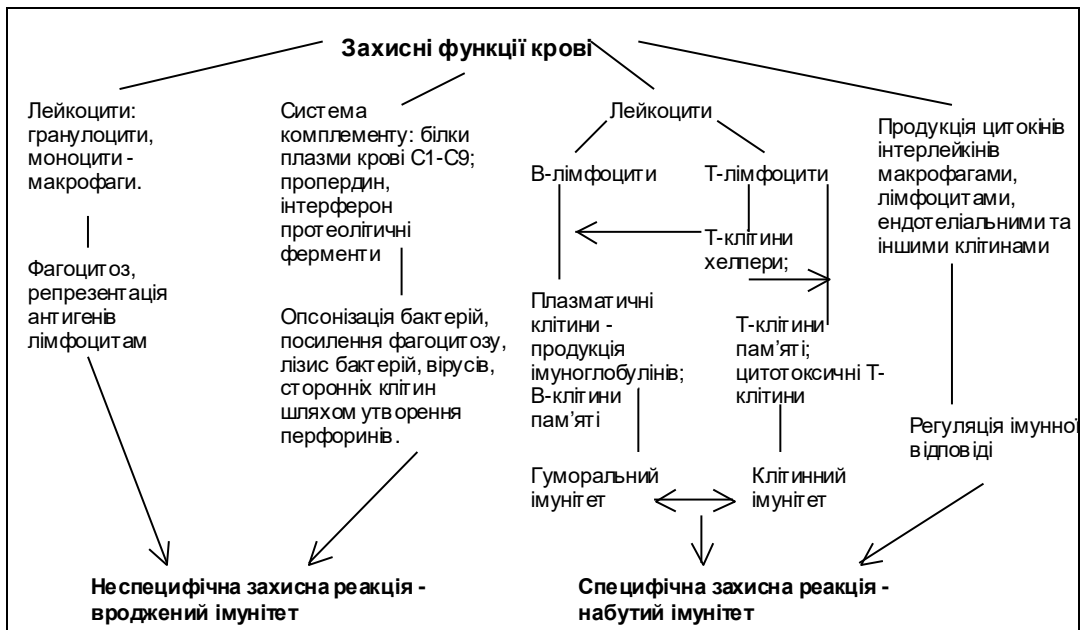 Захисні функції крові
Лейкоцити:
гранулоцити,
моноцити -
макрофаги.
Фагоцитоз,
репрезентація
антигенів
лімфоцитам
Система
комплементу: білки
плазми крові С1-С9;
пропердин,
інтерферон
протеолітичні
ферменти
Опсонізація бактерій,
посилення фагоцитозу,
лізис бактерій, вірусів,
сторонніх клітин
шляхом утворення
перфоринів.
Лейкоцити
В-лімфоцити
Т-лімфоцити
Т-клітини
хелпери;
Плазматичні
клітини -
продукція
імуноглобулінів;
В-клітини
пам’яті
Т-клітини
пам’яті;
цитотоксичні Т-
клітини
Гуморальний
імунітет
Клітинний
імунітет
Продукція цитокінів
інтерлейкінів
макрофагами,
лімфоцитами,
ендотеліальними та
іншими клітинами
Регуляція імунної
відповіді
Неспецифічна захисна реакція -
вроджений імунітет
Специфічна захисна реакція -
набутий імунітет